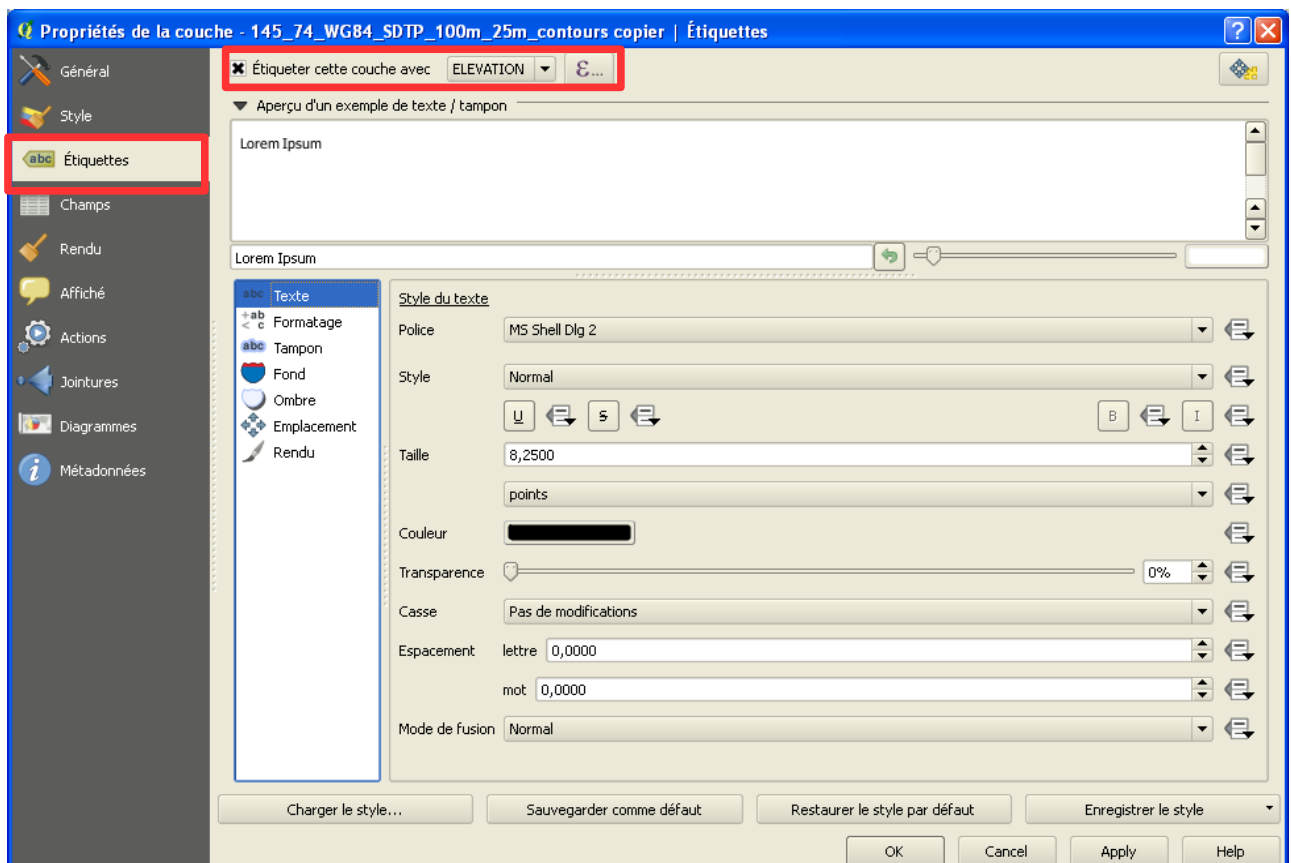 Propriétés de la couche - 145_74_WG84_SDTP_100m_25m_contours copier | Étiquettes
Général
Style
abc Étiquettes
Champs
Rendu
Affiché
Actions
Jointures
Diagrammes
Métadonnées
Étiqueter cette couche avec ELEVATION ε...
Aperçu d'un exemple de texte / tampon
Lorem Ipsum
Lorem Ipsum
abc Texte
+ab < c Formatage
abc Tampon
Fond
Ombre
Emplacement
Rendu
Style du texte
Police MS Shell Dlg 2
Style Normal
U S B I
Taille 8,2500
points
Couleur
Transparence 0%
Casse Pas de modifications
Espacement lettre 0,0000
mot 0,0000
Mode de fusion Normal
Charger le style... Sauvegarder comme défaut Restaurer le style par défaut Enregistrer le style
OK Cancel Apply Help